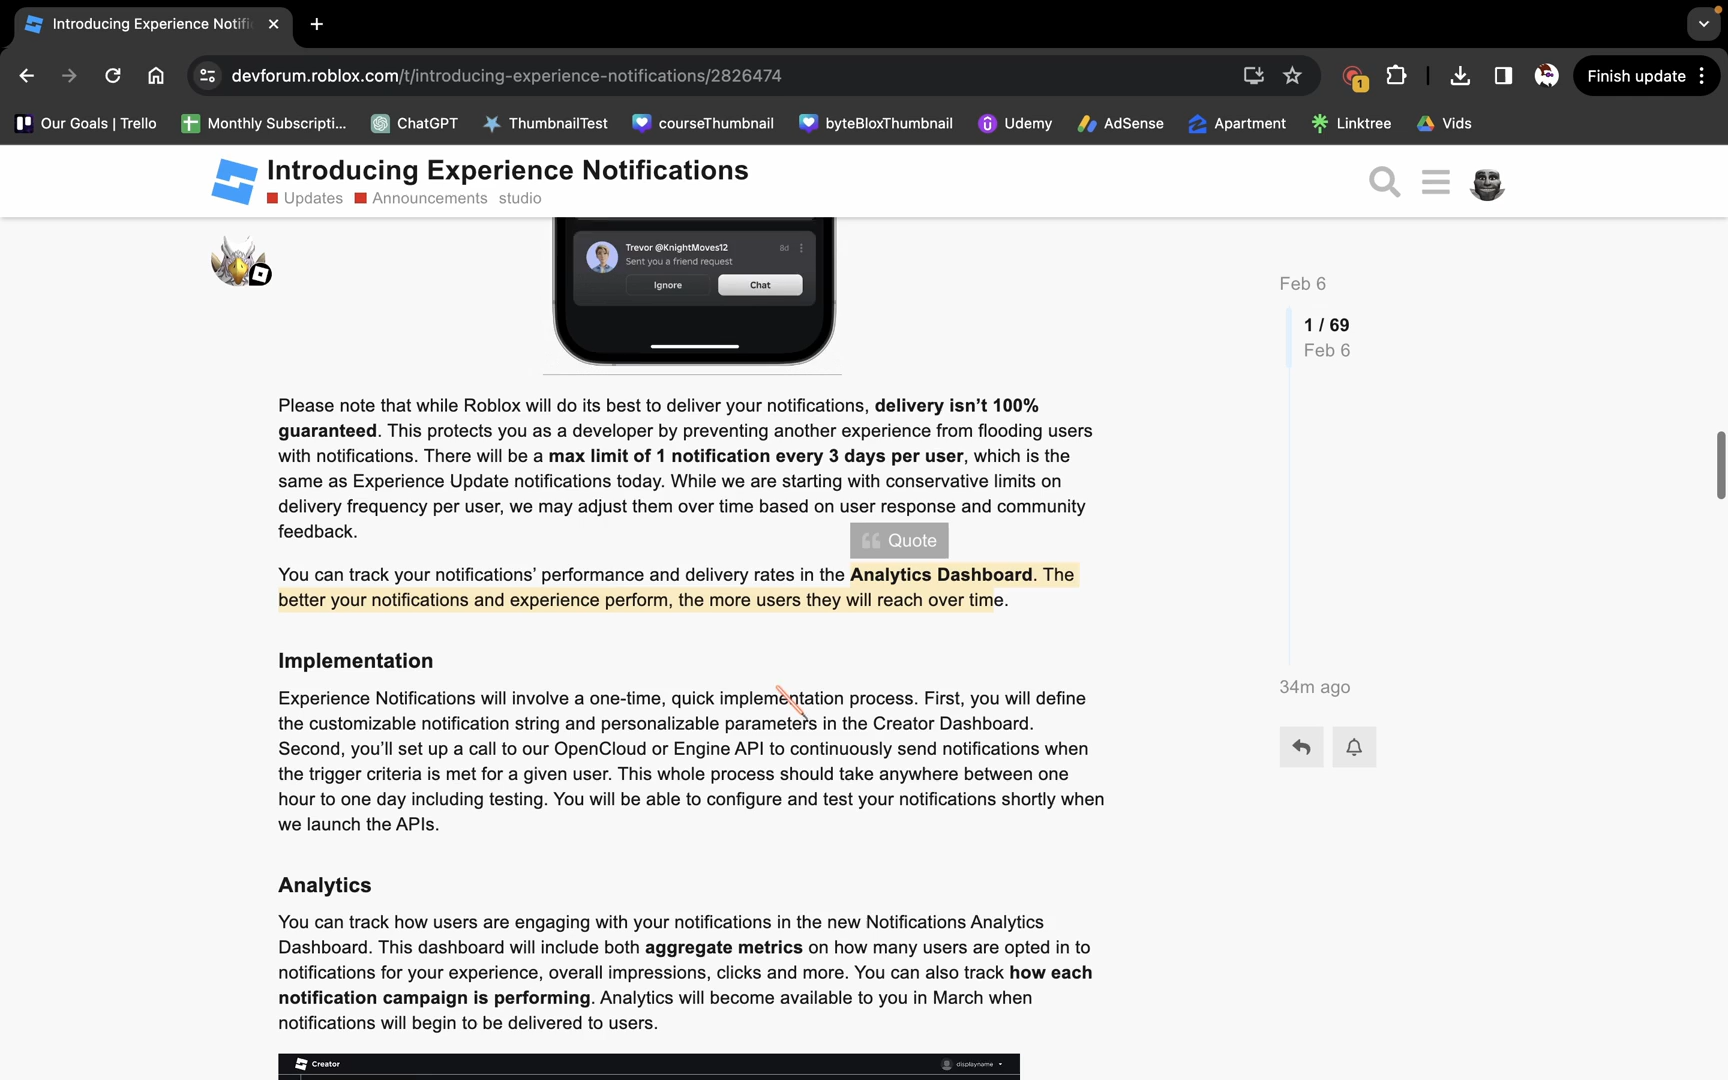 Introducing Experience Notifi
devforum.roblox.com/t/introducing-experience-notifications/2826474
1
Finish update
Our Goals | Trello
Monthly Subscripti...
ChatGPT
ThumbnailTest
courseThumbnail
byteBloxThumbnail
Udemy
AdSense
Apartment
Linktree
Vids
Introducing Experience Notifications
Updates Announcements studio
Trevor @KnightMoves12 8d
Sent you a friend request
Ignore Chat
Feb 6
1 / 69
Feb 6
Please note that while Roblox will do its best to deliver your notifications, delivery isn’t 100%
guaranteed. This protects you as a developer by preventing another experience from flooding users
with notifications. There will be a max limit of 1 notification every 3 days per user, which is the
same as Experience Update notifications today. While we are starting with conservative limits on
delivery frequency per user, we may adjust them over time based on user response and community
feedback.
Quote
You can track your notifications’ performance and delivery rates in the Analytics Dashboard. The
better your notifications and experience perform, the more users they will reach over time.
Implementation
34m ago
Experience Notifications will involve a one-time, quick implementation process. First, you will define
the customizable notification string and personalizable parameters in the Creator Dashboard.
Second, you’ll set up a call to our OpenCloud or Engine API to continuously send notifications when
the trigger criteria is met for a given user. This whole process should take anywhere between one
hour to one day including testing. You will be able to configure and test your notifications shortly when
we launch the APIs.
Analytics
You can track how users are engaging with your notifications in the new Notifications Analytics
Dashboard. This dashboard will include both aggregate metrics on how many users are opted in to
notifications for your experience, overall impressions, clicks and more. You can also track how each
notification campaign is performing. Analytics will become available to you in March when
notifications will begin to be delivered to users.
Creator displayname